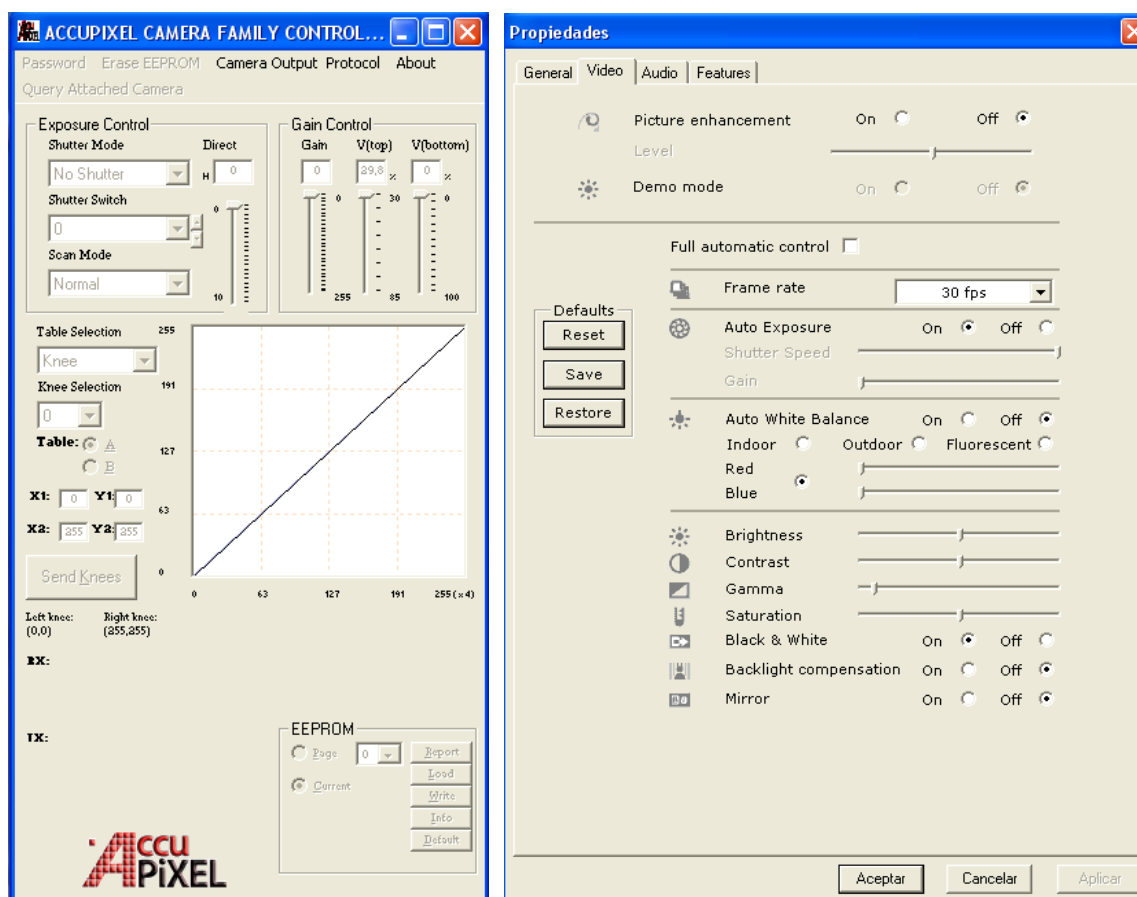 ACCUPIXEL CAMERA FAMILY CONTROL...
Password Erase EEPROM Camera Output Protocol About
Query Attached Camera
Exposure Control
Shutter Mode Direct
No Shutter H 0
Shutter Switch
0 0
Scan Mode
Normal
10
Gain Control
Gain V(top) V(bottom)
0 29,8 % 0 %
0 30 0
255 85 100
Table Selection
Knee
Knee Selection
0
Table: A
B
X1: 0 Y1: 0
X2: 255 Y2: 255
Send Knees
255
191
127
63
0
0 63 127 191 255(x4)
Left knee: Right knee:
(0,0) (255,255)
RX:
TX:
EEPROM
Page 0 Report
Load
Current Write
Info
Default
ACCU
PiXEL
Propiedades
General Video Audio Features
Picture enhancement On Off
Level
Demo mode On Off
Full automatic control
Frame rate 30 fps
Defaults
Reset
Save
Restore
Auto Exposure On Off
Shutter Speed
Gain
Auto White Balance On Off
Indoor Outdoor Fluorescent
Red
Blue
Brightness
Contrast
Gamma
Saturation
Black & White On Off
Backlight compensation On Off
Mirror On Off
Aceptar Cancelar Aplicar